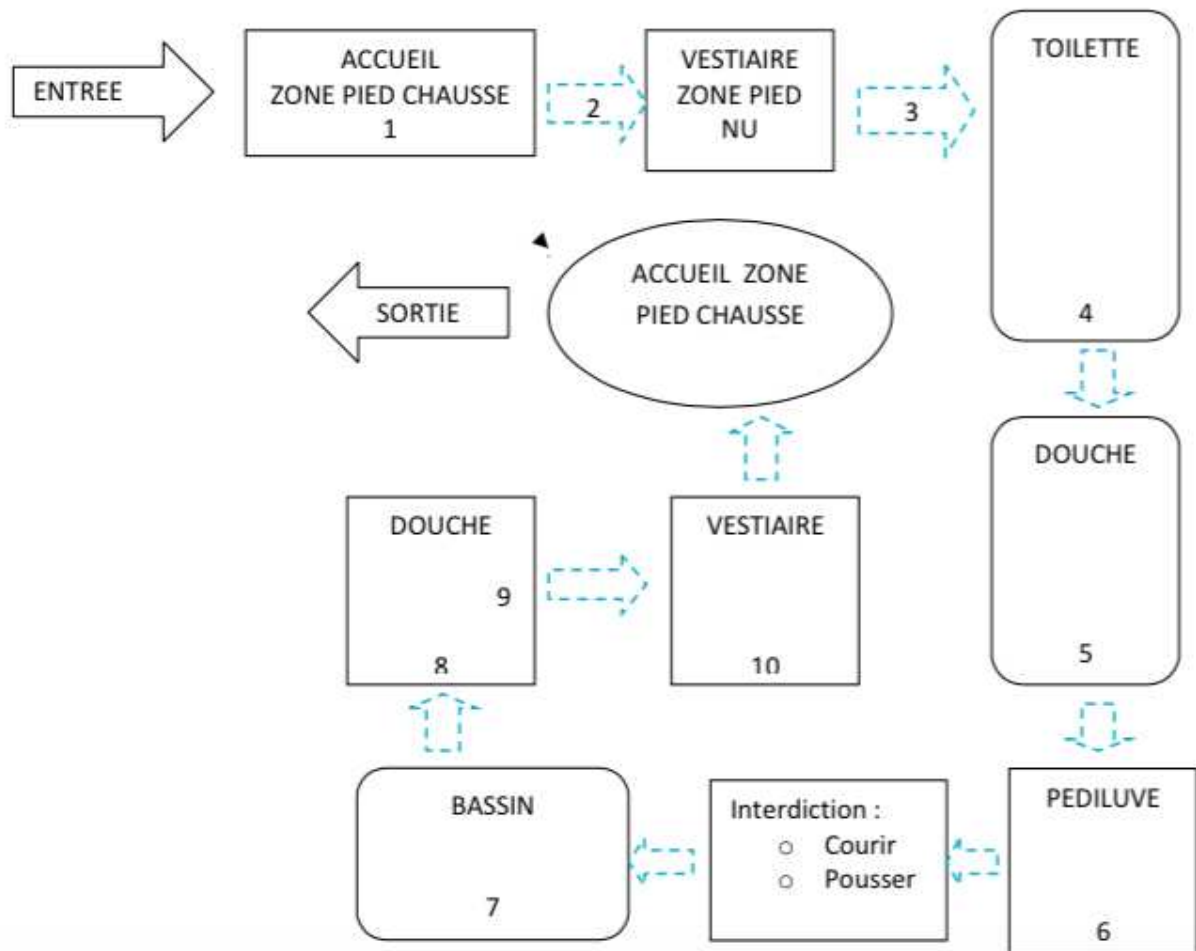 ENTREE
ACCUEIL
ZONE PIED CHAUSSE
1
2
VESTIAIRE
ZONE PIED
NU
3
TOILETTE
4
DOUCHE
5
PEDILUVE
6
Interdiction :
○ Courir
○ Pousser
BASSIN
7
DOUCHE
9
8
VESTIAIRE
10
ACCUEIL ZONE
PIED CHAUSSE
SORTIE